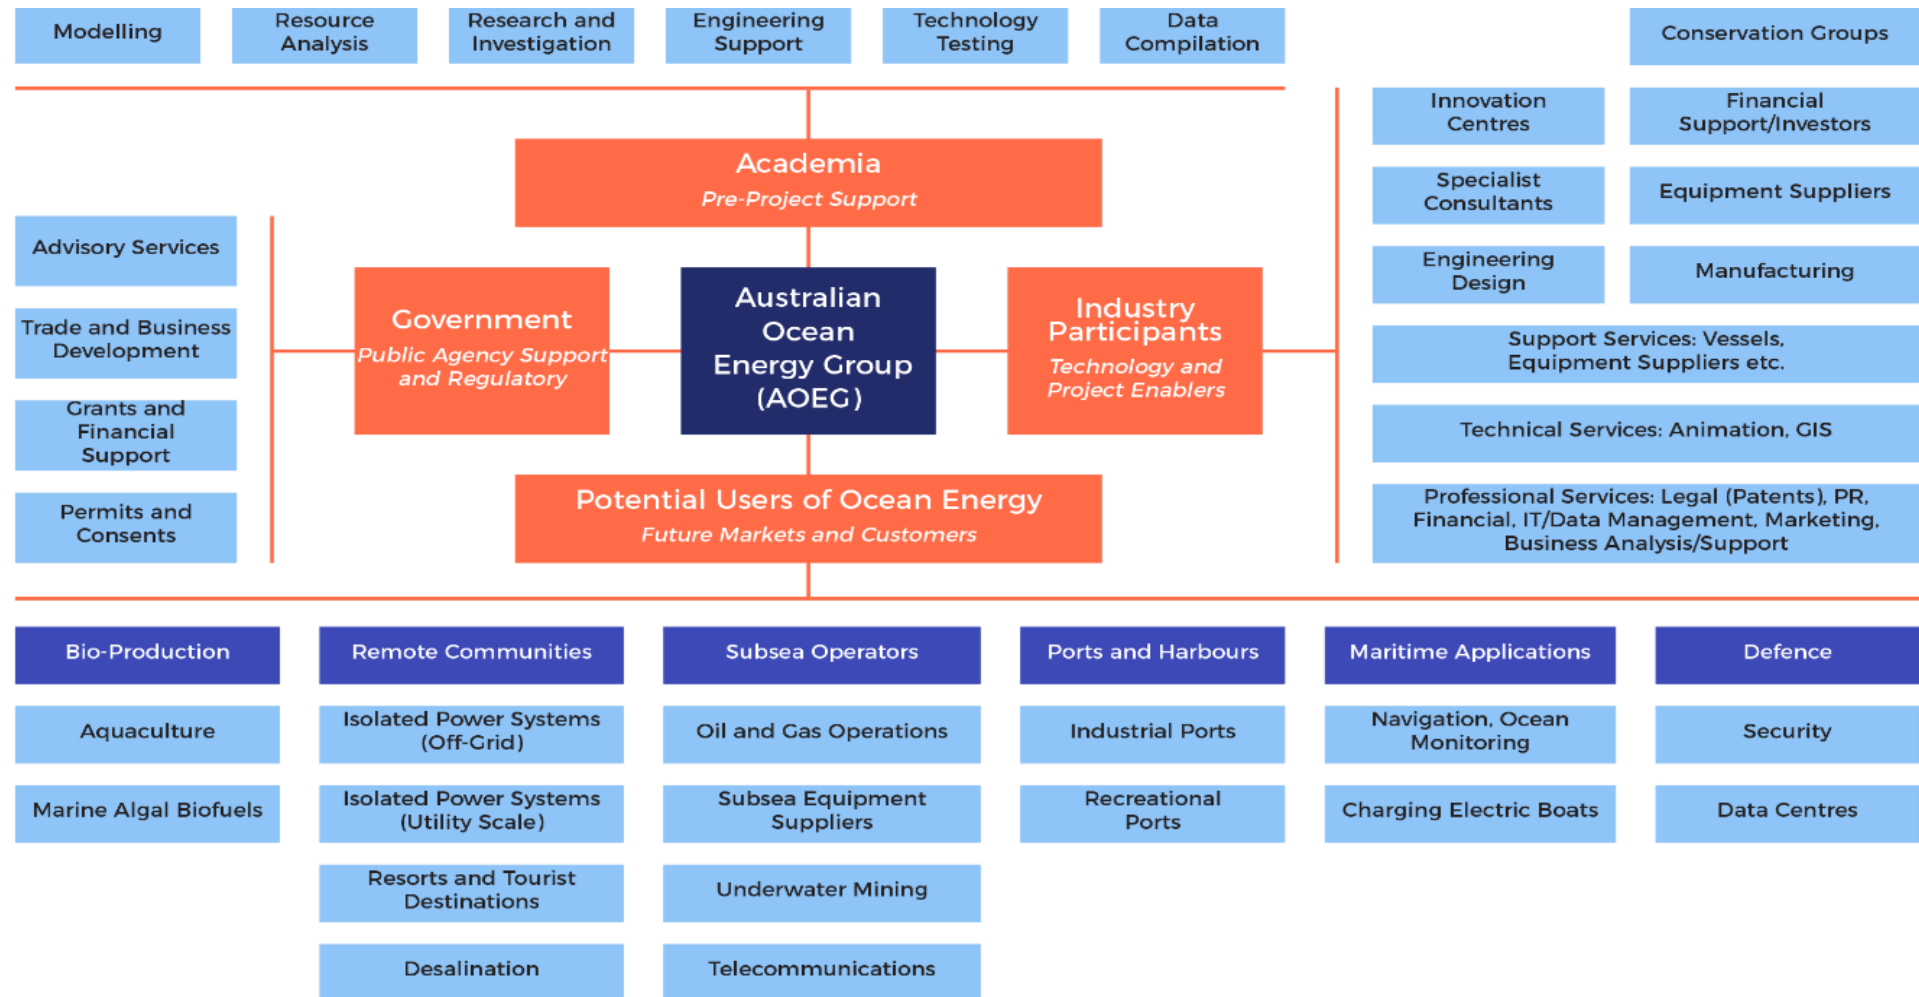 Modelling
Resource
Analysis
Research and
Investigation
Engineering
Support
Technology
Testing
Data
Compilation
Conservation Groups
Academia
Pre-Project Support
Innovation
Centres
Financial
Support/Investors
Specialist
Consultants
Equipment Suppliers
Engineering
Design
Manufacturing
Support Services: Vessels,
Equipment Suppliers etc.
Technical Services: Animation, GIS
Professional Services: Legal (Patents), PR,
Financial, IT/Data Management, Marketing,
Business Analysis/Support
Advisory Services
Trade and Business
Development
Grants and
Financial
Support
Permits and
Consents
Government
Public Agency Support
and Regulatory
Australian
Ocean
Energy Group
(AOEG)
Industry
Participants
Technology and
Project Enablers
Potential Users of Ocean Energy
Future Markets and Customers
Bio-Production
Aquaculture
Marine Algal Biofuels
Remote Communities
Isolated Power Systems
(Off-Grid)
Isolated Power Systems
(Utility Scale)
Resorts and Tourist
Destinations
Desalination
Subsea Operators
Oil and Gas Operations
Subsea Equipment
Suppliers
Underwater Mining
Telecommunications
Ports and Harbours
Industrial Ports
Recreational
Ports
Maritime Applications
Navigation, Ocean
Monitoring
Charging Electric Boats
Defence
Security
Data Centres